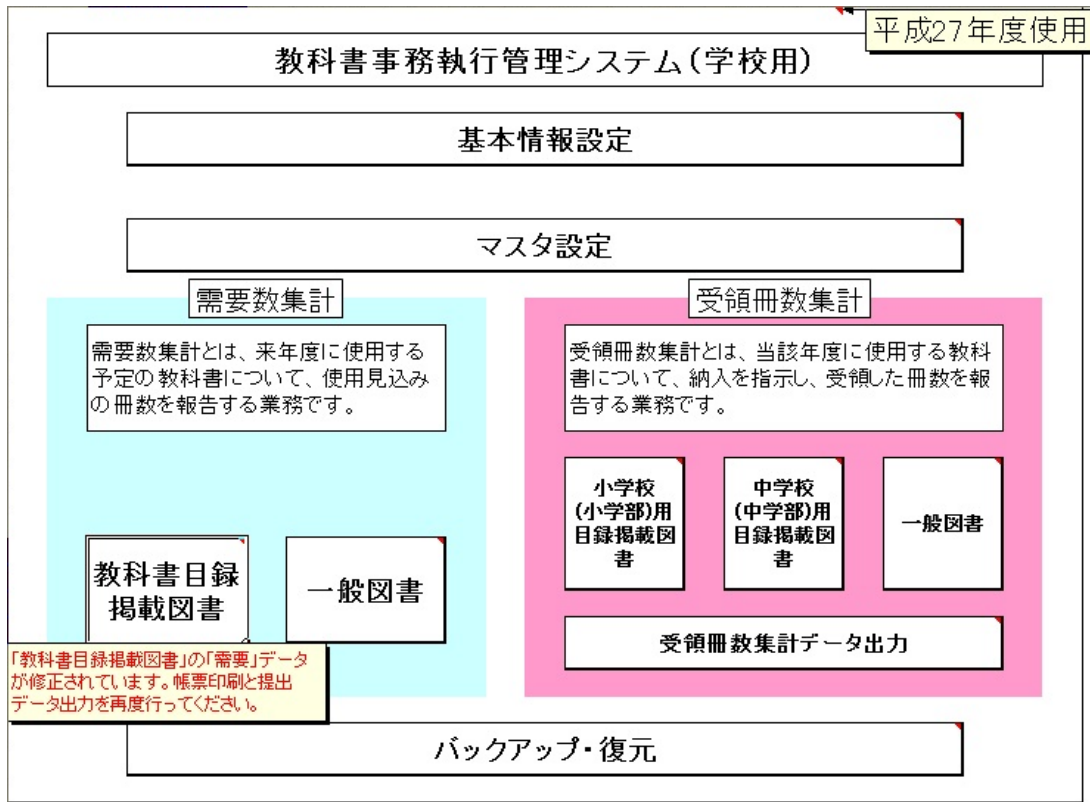 平成27年度使用
教科書事務執行管理システム(学校用)
基本情報設定
マスタ設定
需要数集計
需要数集計とは、来年度に使用する
予定の教科書について、使用見込み
の冊数を報告する業務です。
教科書目録
掲載図書
一般図書
「教科書目録掲載図書」の「需要」データ
が修正されています。帳票印刷と提出
データ出力を再度行ってください。
受領冊数集計
受領冊数集計とは、当該年度に使用する教科
書について、納入を指示し、受領した冊数を報
告する業務です。
小学校
(小学部)用
目録掲載図
書
中学校
(中学部)用
目録掲載図
書
一般図書
受領冊数集計データ出力
バックアップ・復元